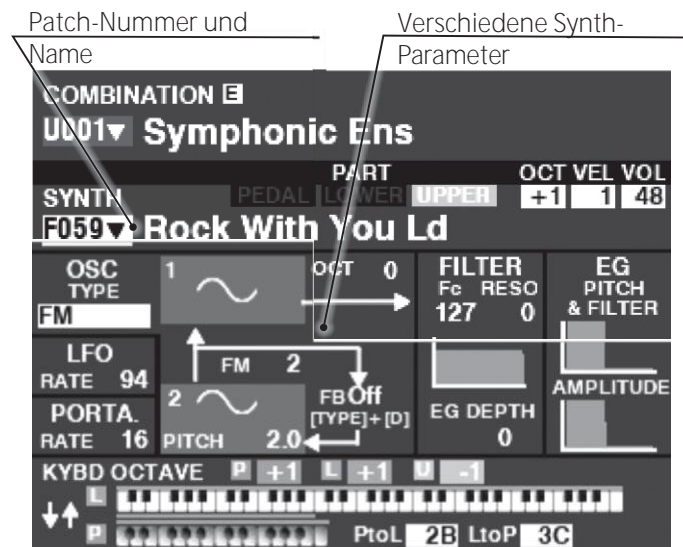 Patch-Nummer und
Name
Verschiedene Synth-
Parameter
COMBINATION E
U001▼ Symphonic Ens
PART OCT VEL VOL
SYNTH PEDAL LOWER UPPER +1 1 48
F059▼ Rock With You Ld
OSC
TYPE
FM
1
OCT 0
FILTER
Fc RESO
127 0
EG
PITCH
& FILTER
LFO
RATE 94
FM 2
2
FB Off
[TYPE]+[D]
PITCH 2.0
EG DEPTH
0
AMPLITUDE
PORTA.
RATE 16
KYBD OCTAVE P +1 L +1 U -1
L
P
PtoL 2B LtoP 3C